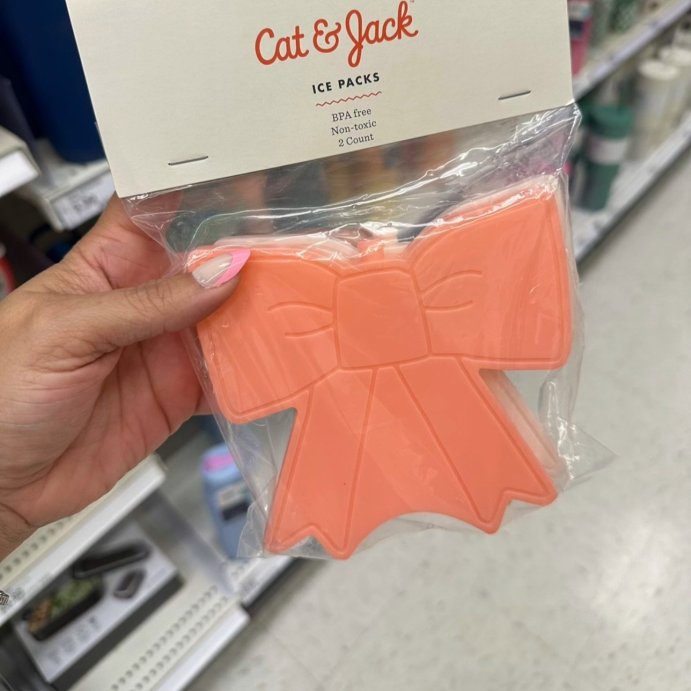 Cat & Jack
ICE PACKS
BPA free
Non-toxic
2 Count